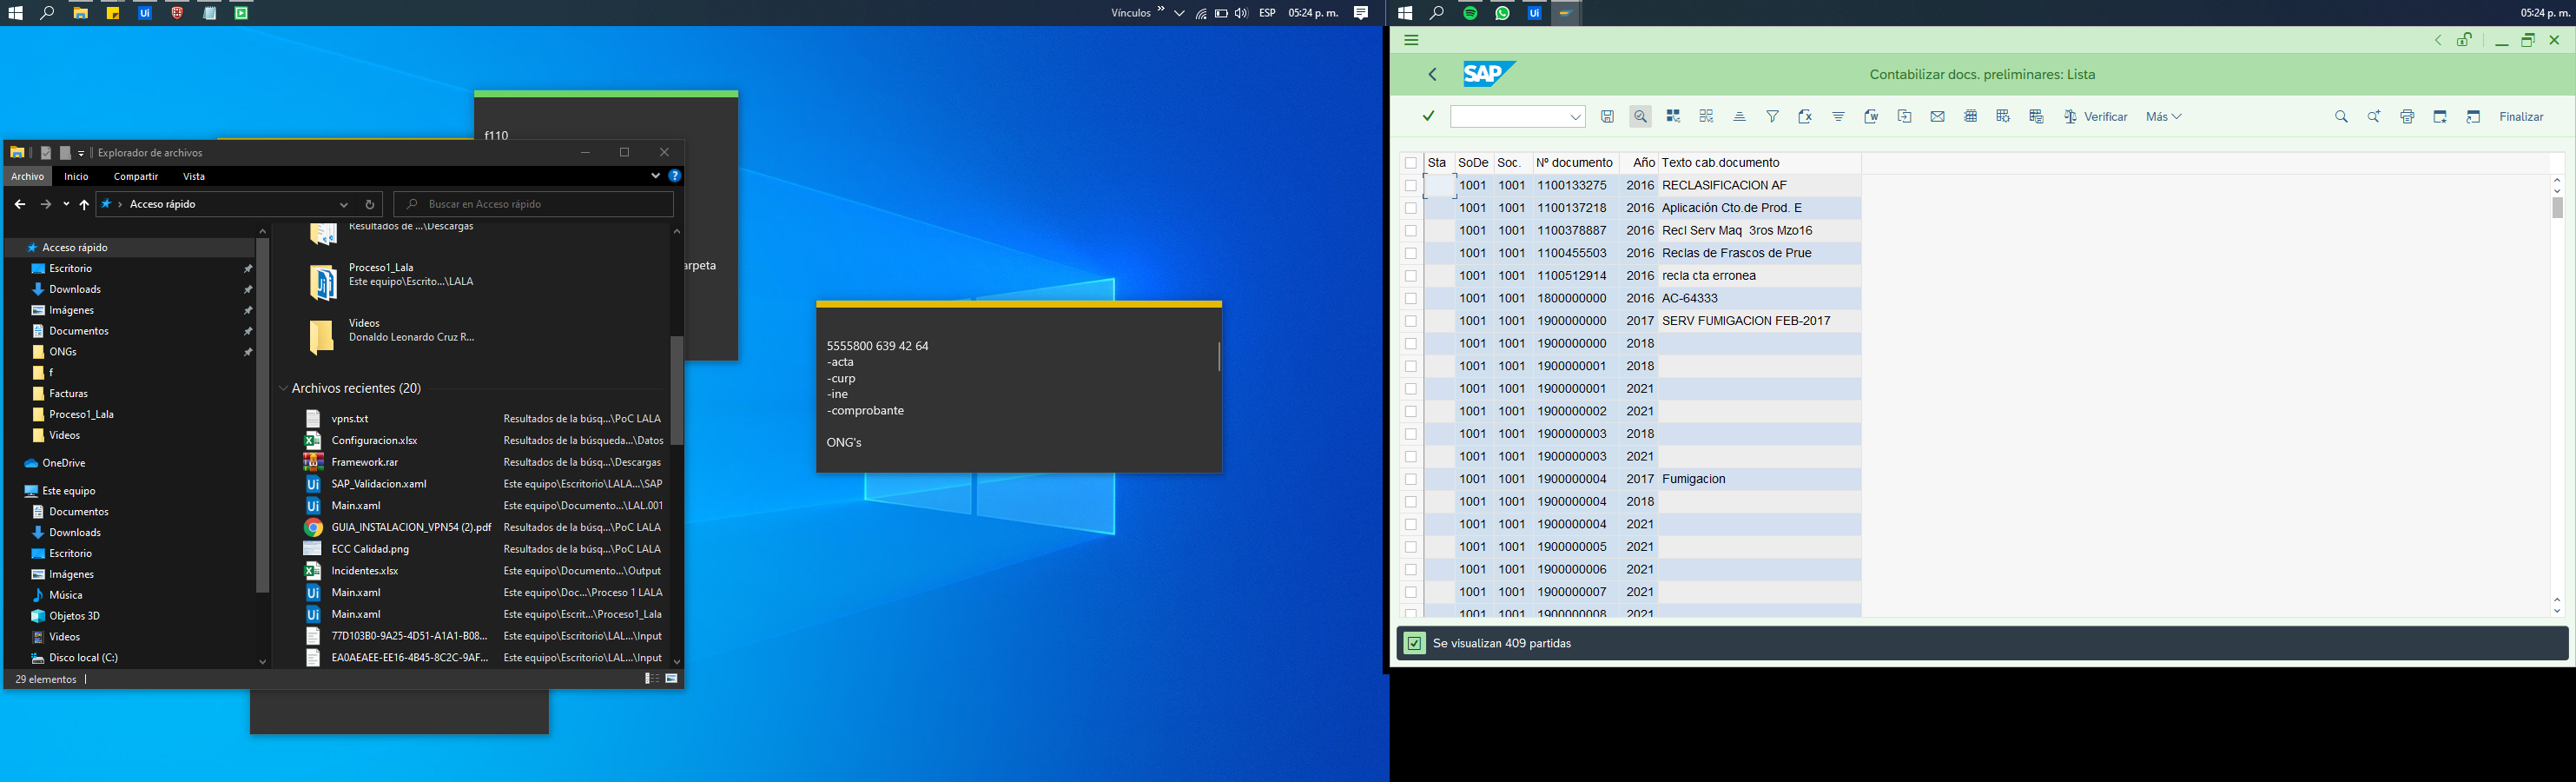 Vínculos
ESP
05:24 p. m.
f110
arpeta
Explorador de archivos
Archivo
Inicio
Compartir
Vista
Acceso rápido
Buscar en Acceso rápido
Acceso rápido
Escritorio
Downloads
Imágenes
Documentos
ONGs
f
Facturas
Proceso1_Lala
Videos
OneDrive
Este equipo
Documentos
Downloads
Escritorio
Imágenes
Música
Objetos 3D
Videos
Disco local (C:)
Resultados de ...\Descargas
Proceso1_Lala
Este equipo\Escrito...\LALA
Videos
Donaldo Leonardo Cruz R...
Archivos recientes (20)
vpns.txt Resultados de la búsq...\PoC LALA
Configuracion.xlsx Resultados de la búsqueda...\Datos
Framework.rar Resultados de la búsq...\Descargas
SAP_Validacion.xaml Este equipo\Escritorio\LALA...\SAP
Main.xaml Este equipo\Documento...\LAL.001
GUIA_INSTALACION_VPN54 (2).pdf Resultados de la búsq...\PoC LALA
ECC Calidad.png Resultados de la búsq...\PoC LALA
Incidentes.xlsx Este equipo\Documento...\Output
Main.xaml Este equipo\Doc...\Proceso 1 LALA
Main.xaml Este equipo\Escrit...\Proceso1_Lala
77D103B0-9A25-4D51-A1A1-B08... Este equipo\Escritorio\LAL...\Input
EA0AEAEE-EE16-4B45-8C2C-9AF... Este equipo\Escritorio\LAL...\Input
29 elementos
5555800 639 42 64
-acta
-curp
-ine
-comprobante
ONG's
05:24 p. m.
SAP
Contabilizar docs. preliminares: Lista
Verificar
Más
Finalizar
Sta SoDe Soc. Nº documento Año Texto cab.documento
1001 1001 1100133275 2016 RECLASIFICACION AF
1001 1001 1100137218 2016 Aplicación Cto.de Prod. E
1001 1001 1100378887 2016 Recl Serv Maq 3ros Mzo16
1001 1001 1100455503 2016 Reclas de Frascos de Prue
1001 1001 1100512914 2016 recla cta erronea
1001 1001 1800000000 2016 AC-64333
1001 1001 1900000000 2017 SERV FUMIGACION FEB-2017
1001 1001 1900000000 2018
1001 1001 1900000001 2018
1001 1001 1900000001 2021
1001 1001 1900000002 2021
1001 1001 1900000003 2018
1001 1001 1900000003 2021
1001 1001 1900000004 2017 Fumigacion
1001 1001 1900000004 2018
1001 1001 1900000004 2021
1001 1001 1900000005 2021
1001 1001 1900000006 2021
1001 1001 1900000007 2021
1001 1001 1900000008 2021
Se visualizan 409 partidas